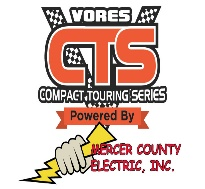 VORES
CTS
COMPACT TOURING SERIES
Powered By
MERCER COUNTY
ELECTRIC, INC.